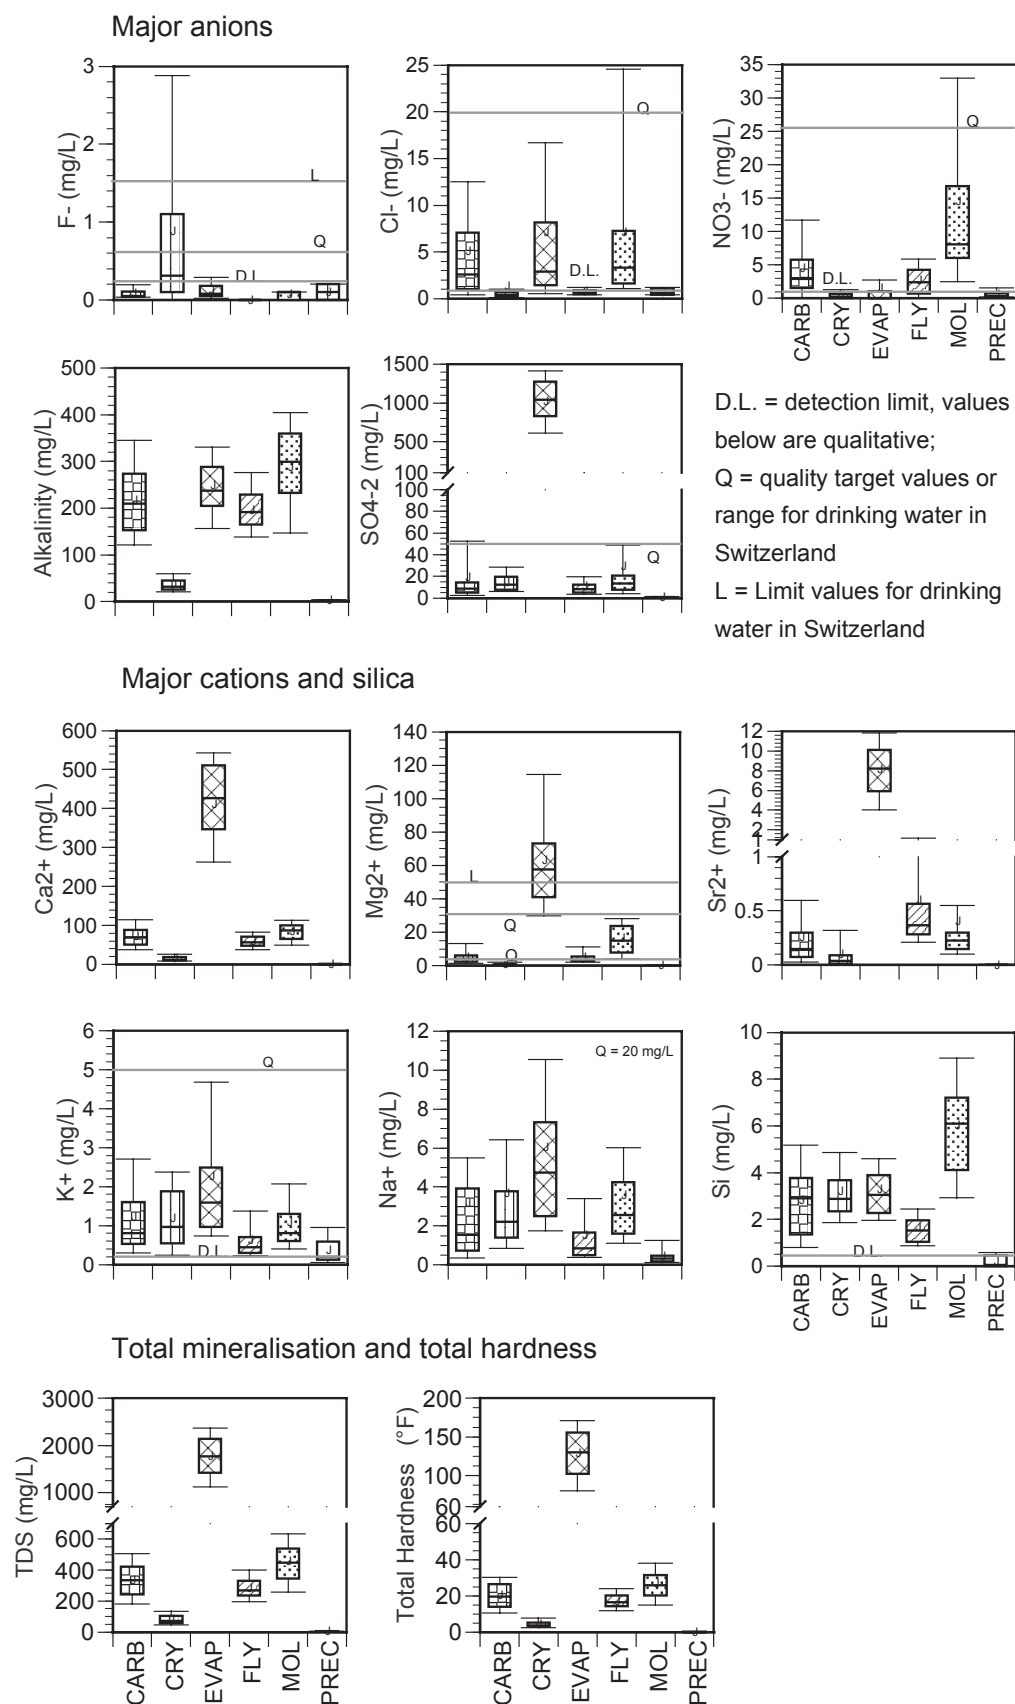 Major anions
3
2
1
0
F- (mg/L)
L
Q
D.L.
25
20
15
10
5
0
Cl- (mg/L)
Q
D.L.
35
30
25
20
15
10
5
0
NO3- (mg/L)
Q
D.L.
CARB
CRY
EVAP
FLY
MOL
PREC
500
400
300
200
100
0
Alkalinity (mg/L)
1500
1000
500
100
100
80
60
40
20
0
SO4-2 (mg/L)
Q
D.L. = detection limit, values
below are qualitative;
Q = quality target values or
range for drinking water in
Switzerland
L = Limit values for drinking
water in Switzerland
Major cations and silica
600
500
400
300
200
100
0
Ca2+ (mg/L)
140
120
100
80
60
40
20
0
Mg2+ (mg/L)
L
Q
Q
12
10
8
6
4
2
1
1
0.5
0
Sr2+ (mg/L)
6
5
4
3
2
1
0
K+ (mg/L)
Q
D.L.
12
10
8
6
4
2
0
Na+ (mg/L)
Q = 20 mg/L
10
8
6
4
2
0
Si (mg/L)
D.L.
CARB
CRY
EVAP
FLY
MOL
PREC
Total mineralisation and total hardness
3000
2000
1000
600
400
200
0
TDS (mg/L)
CARB
CRY
EVAP
FLY
MOL
PREC
200
150
100
60
60
40
20
0
Total Hardness (°F)
CARB
CRY
EVAP
FLY
MOL
PREC